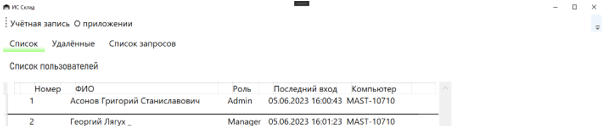 ИС Склад
Учётная запись О приложении
Список Удалённые Список запросов
Список пользователей
Номер ФИО Роль Последний вход Компьютер
1 Асонов Григорий Станиславович Admin 05.06.2023 16:00:43 MAST-10710
2 Георгий Лягух _ Manager 05.06.2023 16:01:23 MAST-10710